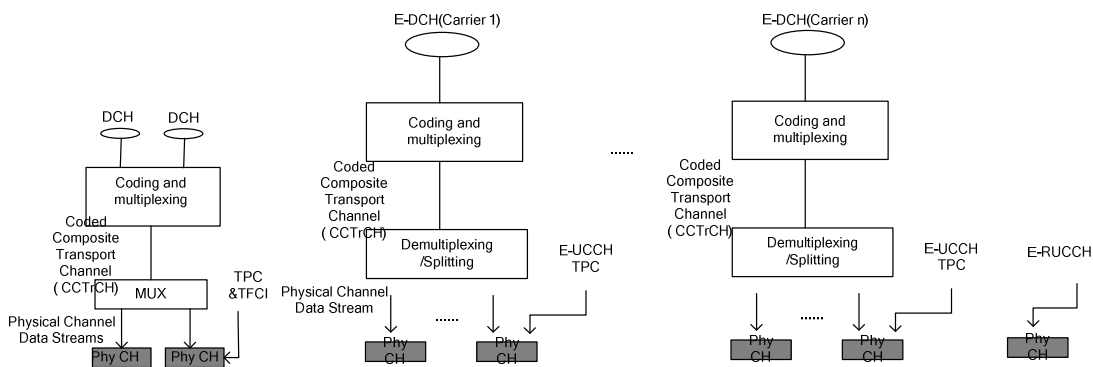 DCH
DCH
Coding and
multiplexing
Coded
Composite
Transport
Channel
( CCTrCH)
MUX
TPC
&TFCI
Physical Channel
Data Streams
Phy CH
Phy CH
E-DCH(Carrier 1)
Coding and
multiplexing
Coded
Composite
Transport
Channel
( CCTrCH)
Demultiplexing
/Splitting
E-UCCH
TPC
Physical Channel
Data Stream
......
Phy
CH
Phy
CH
......
E-DCH(Carrier n)
Coding and
multiplexing
Coded
Composite
Transport
Channel
( CCTrCH)
Demultiplexing
/Splitting
E-UCCH
TPC
......
Phy
CH
Phy
CH
E-RUCCH
Phy
CH